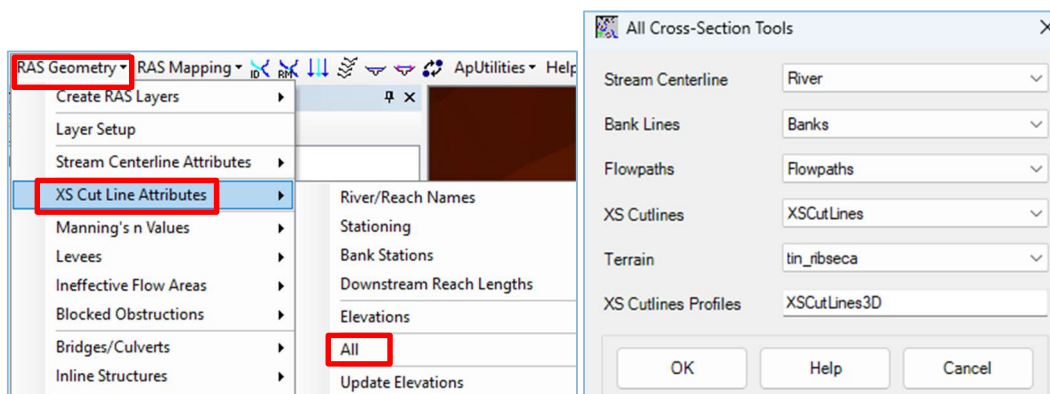 RAS Geometry RAS Mapping ID RM ApUtilities Help
Create RAS Layers
Layer Setup
Stream Centerline Attributes
XS Cut Line Attributes
Manning's n Values
Levees
Ineffective Flow Areas
Blocked Obstructions
Bridges/Culverts
Inline Structures
River/Reach Names
Stationing
Bank Stations
Downstream Reach Lengths
Elevations
All
Update Elevations
All Cross-Section Tools
Stream Centerline River
Bank Lines Banks
Flowpaths Flowpaths
XS Cutlines XSCutLines
Terrain tin_ribseca
XS Cutlines Profiles XSCutLines3D
OK Help Cancel